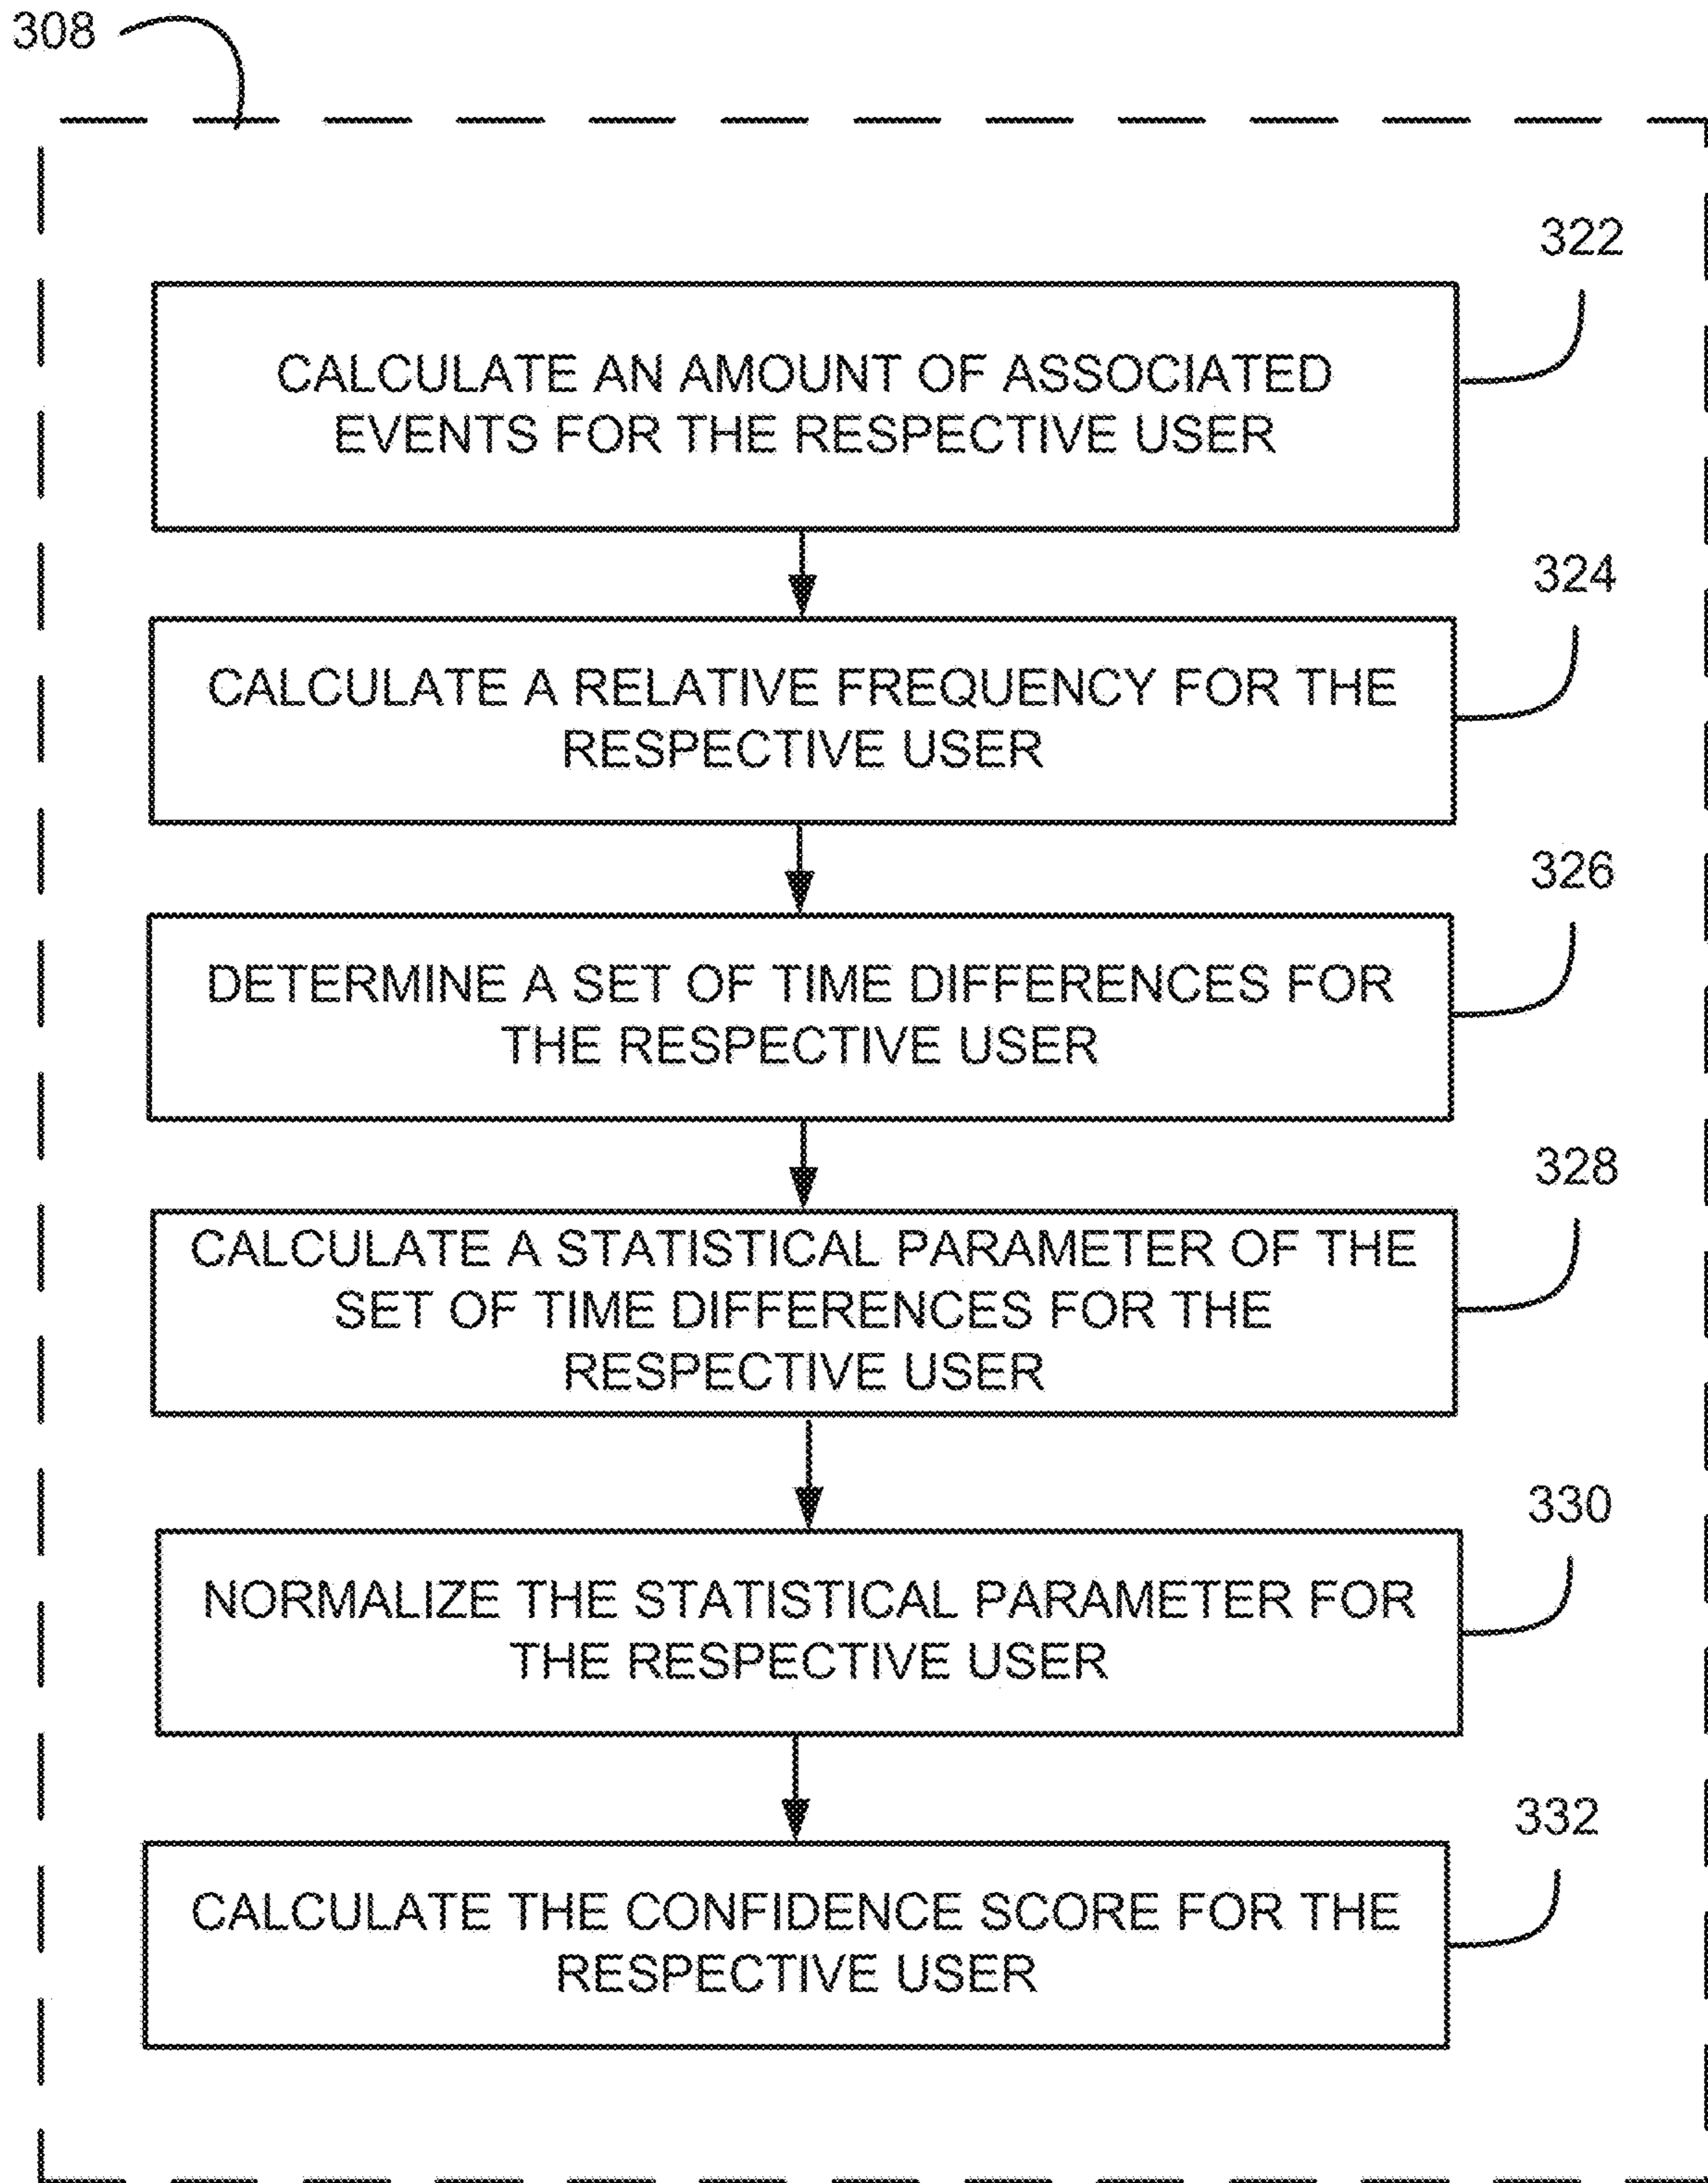 308
322
CALCULATE AN AMOUNT OF ASSOCIATED
EVENTS FOR THE RESPECTIVE USER
324
CALCULATE A RELATIVE FREQUENCY FOR THE
RESPECTIVE USER
326
DETERMINE A SET OF TIME DIFFERENCES FOR
THE RESPECTIVE USER
328
CALCULATE A STATISTICAL PARAMETER OF THE
SET OF TIME DIFFERENCES FOR THE
RESPECTIVE USER
330
NORMALIZE THE STATISTICAL PARAMETER FOR
THE RESPECTIVE USER
332
CALCULATE THE CONFIDENCE SCORE FOR THE
RESPECTIVE USER